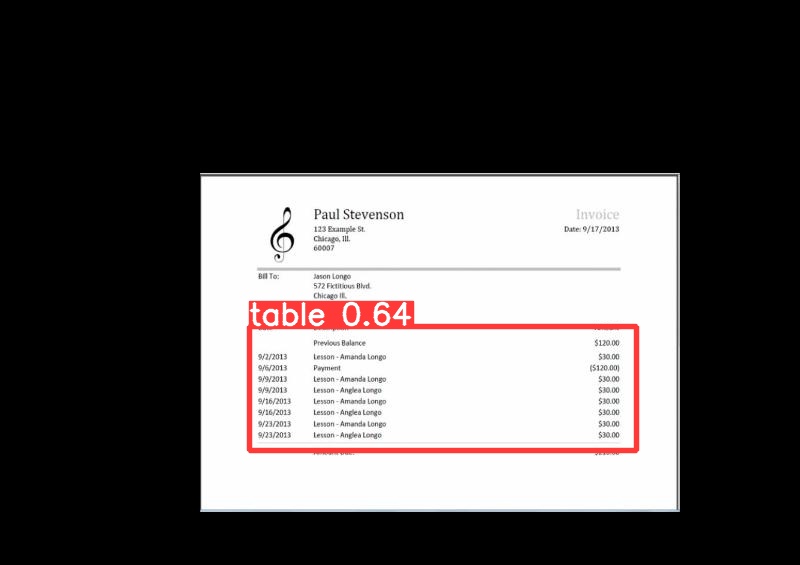 Paul Stevenson Invoice
123 Example St. Date: 9/17/2013
Chicago, Ill.
60007
Bill To: Jason Longo
572 Fictitious Blvd.
Chicago Ill.
table 0.64
Previous Balance $120.00
9/2/2013 Lesson - Amanda Longo $30.00
9/6/2013 Payment ($120.00)
9/9/2013 Lesson - Amanda Longo $30.00
9/9/2013 Lesson - Anglea Longo $30.00
9/16/2013 Lesson - Amanda Longo $30.00
9/16/2013 Lesson - Anglea Longo $30.00
9/23/2013 Lesson - Amanda Longo $30.00
9/23/2013 Lesson - Anglea Longo $30.00